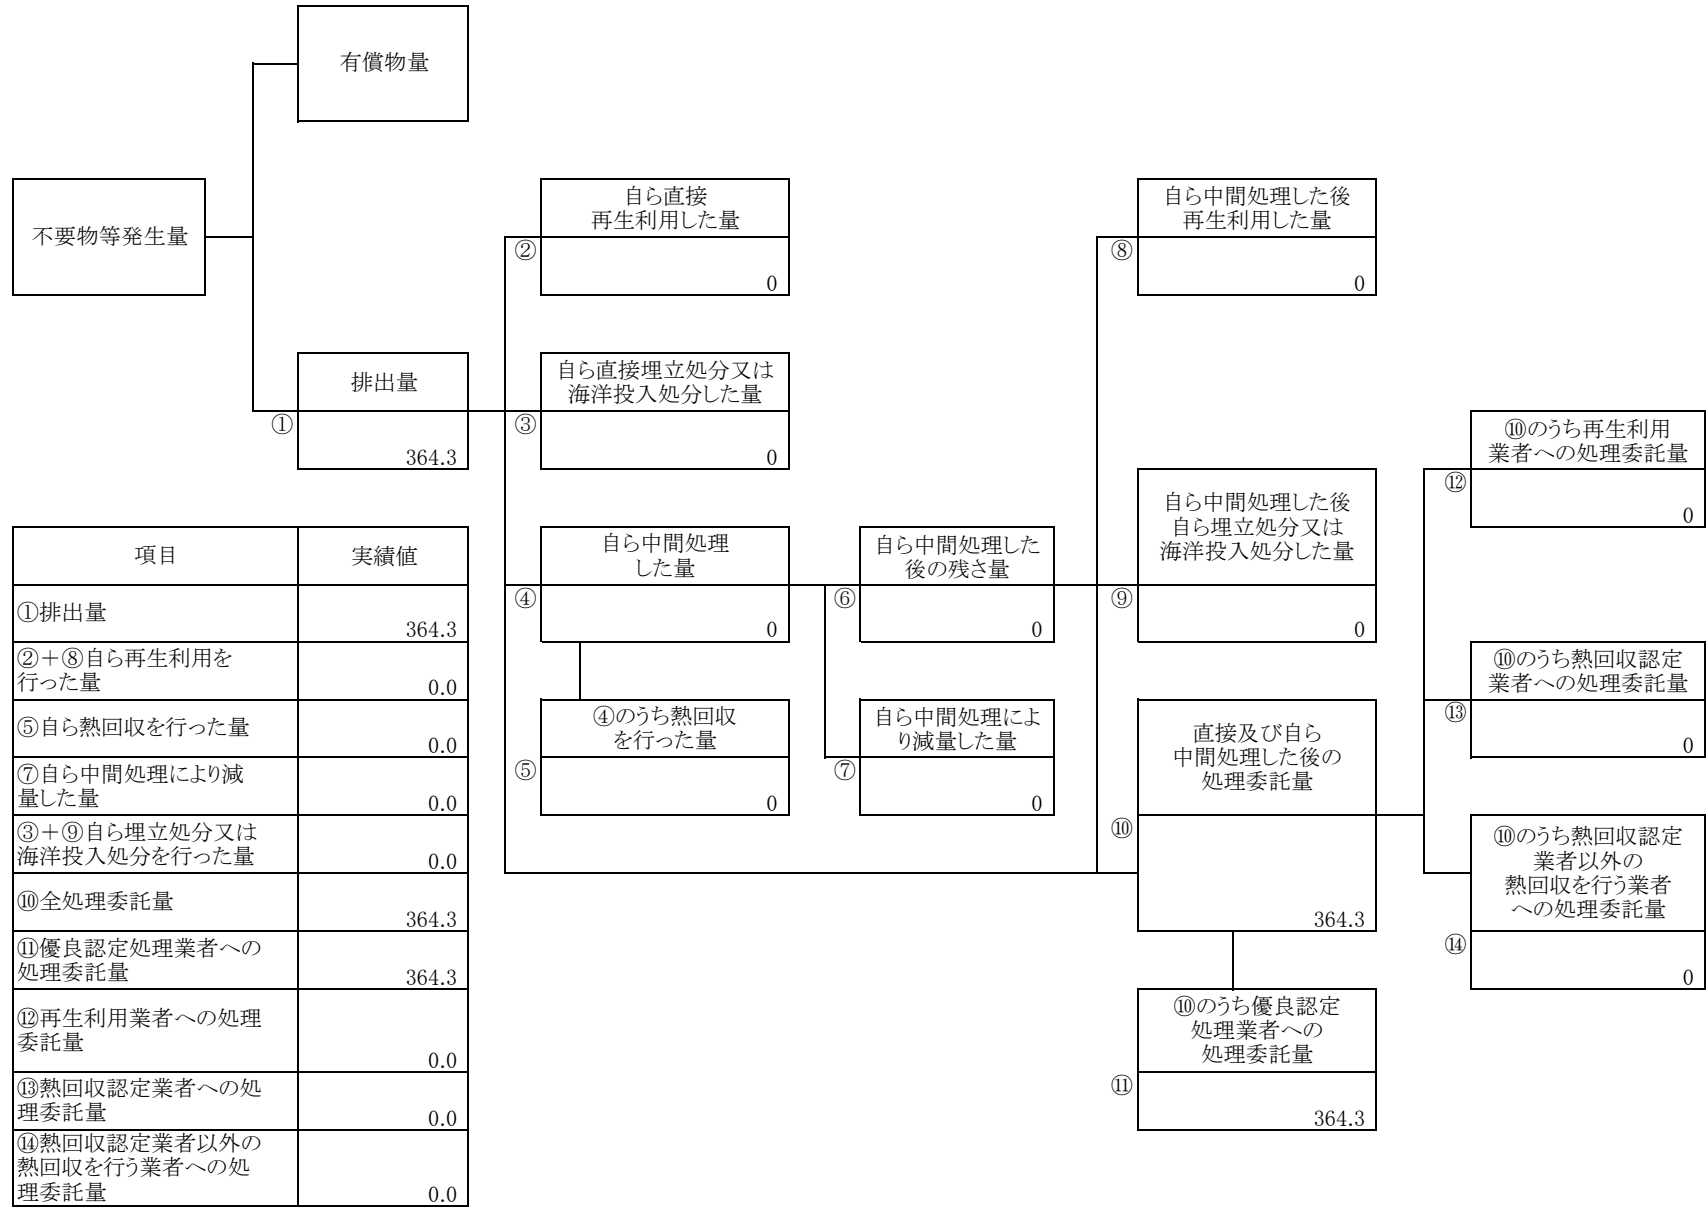 有償物量
不要物等発生量
自ら直接
再生利用した量
②
0
自ら中間処理した後
再生利用した量
⑧
0
排出量
①
364.3
自ら直接埋立処分又は
海洋投入処分した量
③
0
自ら中間処理
した量
④
0
自ら中間処理した
後の残さ量
⑥
0
自ら中間処理した後
自ら埋立処分又は
海洋投入処分した量
⑨
0
⑩のうち再生利用
業者への処理委託量
⑫
0
④のうち熱回収
を行った量
⑤
0
自ら中間処理によ
り減量した量
⑦
0
直接及び自ら
中間処理した後の
処理委託量
⑩
364.3
⑩のうち熱回収認定
業者への処理委託量
⑬
0
⑩のうち熱回収認定
業者以外の
熱回収を行う業者
への処理委託量
⑭
0
⑩のうち優良認定
処理業者への
処理委託量
⑪
364.3
項目
実績値
①排出量
364.3
②＋⑧自ら再生利用を
行った量
0.0
⑤自ら熱回収を行った量
0.0
⑦自ら中間処理により減
量した量
0.0
③＋⑨自ら埋立処分又は
海洋投入処分を行った量
0.0
⑩全処理委託量
364.3
⑪優良認定処理業者への
処理委託量
364.3
⑫再生利用業者への処理
委託量
0.0
⑬熱回収認定業者への処
理委託量
0.0
⑭熱回収認定業者以外の
熱回収を行う業者への処
理委託量
0.0